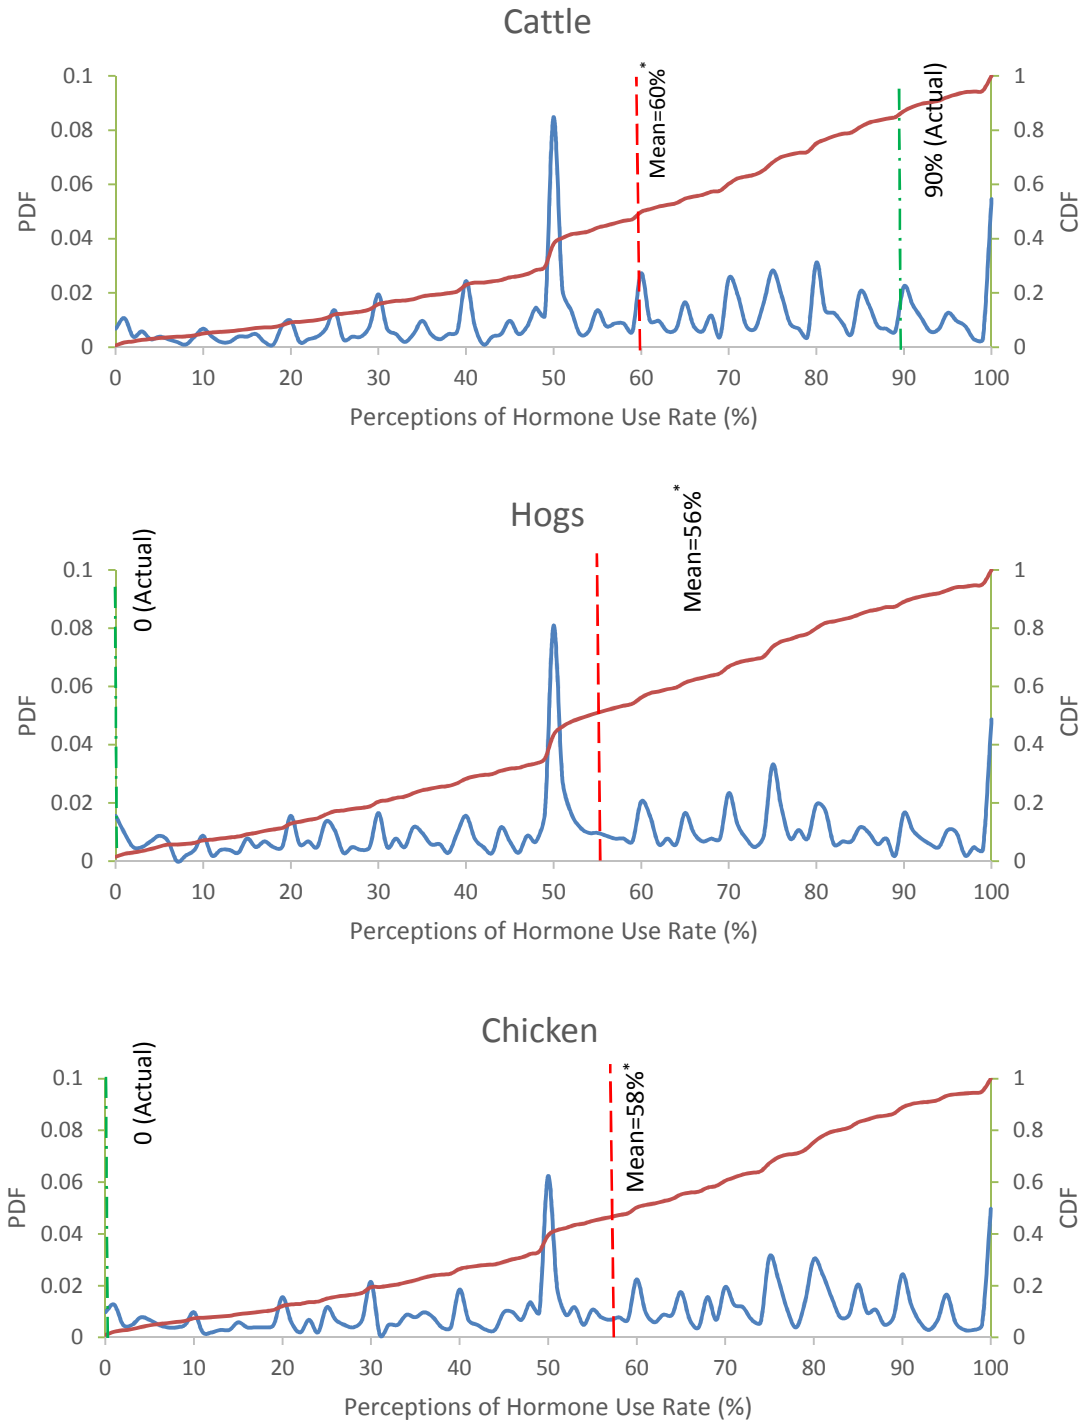 Cattle
Mean=60%*
90% (Actual)
0.1
0.08
0.06
0.04
0.02
0
PDF
1
0.8
0.6
0.4
0.2
0
CDF
0 10 20 30 40 50 60 70 80 90 100
Perceptions of Hormone Use Rate (%)
Hogs
0 (Actual)
Mean=56%*
0.1
0.08
0.06
0.04
0.02
0
PDF
1
0.8
0.6
0.4
0.2
0
CDF
0 10 20 30 40 50 60 70 80 90 100
Perceptions of Hormone Use Rate (%)
Chicken
0 (Actual)
Mean=58%*
0.1
0.08
0.06
0.04
0.02
0
PDF
1
0.8
0.6
0.4
0.2
0
CDF
0 10 20 30 40 50 60 70 80 90 100
Perceptions of Hormone Use Rate (%)